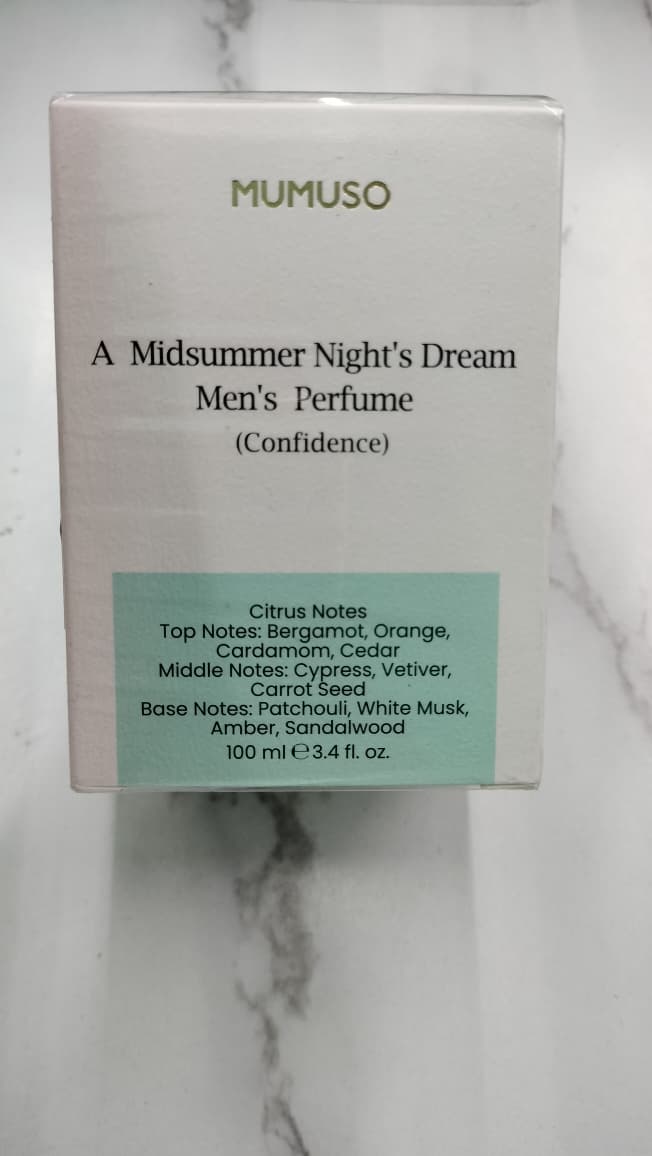 MUMUSO
A Midsummer Night's Dream
Men's Perfume
(Confidence)
Citrus Notes
Top Notes: Bergamot, Orange,
Cardamom, Cedar
Middle Notes: Cypress, Vetiver,
Carrot Seed
Base Notes: Patchouli, White Musk,
Amber, Sandalwood
100 ml ℮ 3.4 fl. oz.